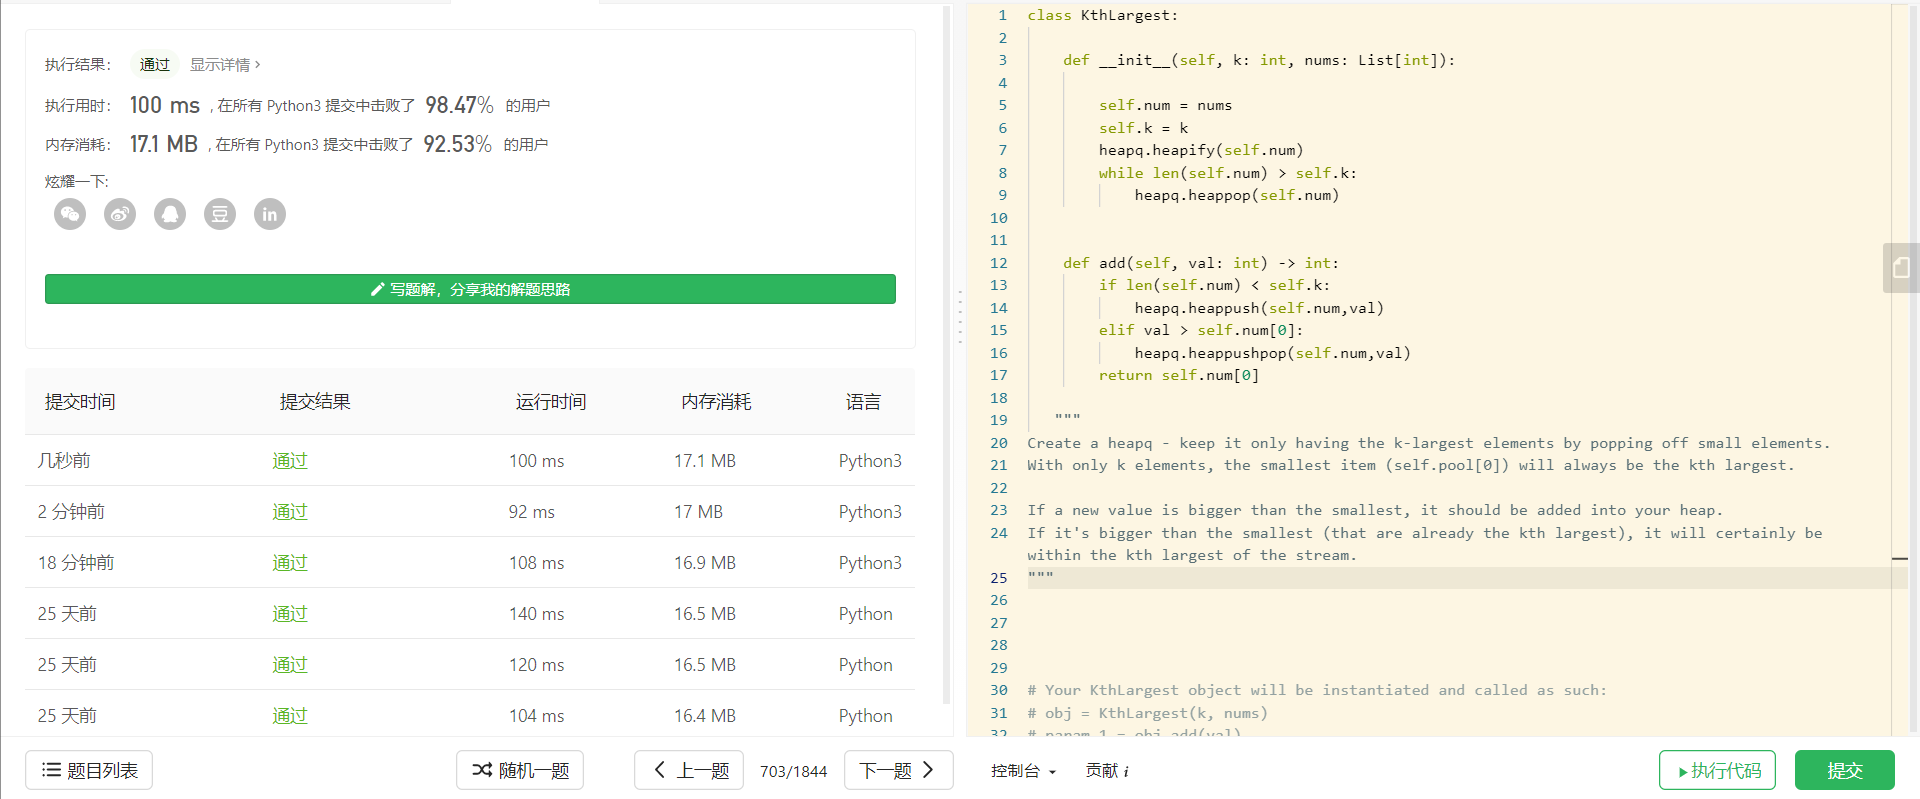 执行结果： 通过 显示详情 >
执行用时： 100 ms , 在所有 Python3 提交中击败了 98.47% 的用户
内存消耗： 17.1 MB , 在所有 Python3 提交中击败了 92.53% 的用户
炫耀一下:
豆 in
写题解，分享我的解题思路
提交时间 提交结果 运行时间 内存消耗 语言
几秒前 通过 100 ms 17.1 MB Python3
2 分钟前 通过 92 ms 17 MB Python3
18 分钟前 通过 108 ms 16.9 MB Python3
25 天前 通过 140 ms 16.5 MB Python
25 天前 通过 120 ms 16.5 MB Python
25 天前 通过 104 ms 16.4 MB Python
题目列表 随机一题 上一题 703/1844 下一题
1 class KthLargest:
2
3 def __init__(self, k: int, nums: List[int]):
4
5 self.num = nums
6 self.k = k
7 heapq.heapify(self.num)
8 while len(self.num) > self.k:
9 heapq.heappop(self.num)
10
11
12 def add(self, val: int) -> int:
13 if len(self.num) < self.k:
14 heapq.heappush(self.num,val)
15 elif val > self.num[0]:
16 heapq.heappushpop(self.num,val)
17 return self.num[0]
18
19 """
20 Create a heapq - keep it only having the k-largest elements by popping off small elements.
21 With only k elements, the smallest item (self.pool[0]) will always be the kth largest.
22
23 If a new value is bigger than the smallest, it should be added into your heap.
24 If it's bigger than the smallest (that are already the kth largest), it will certainly be
within the kth largest of the stream.
25 """
26
27
28
29
30 # Your KthLargest object will be instantiated and called as such:
31 # obj = KthLargest(k, nums)
32 # param_1 = obj.add(val)
控制台 贡献 i 执行代码 提交